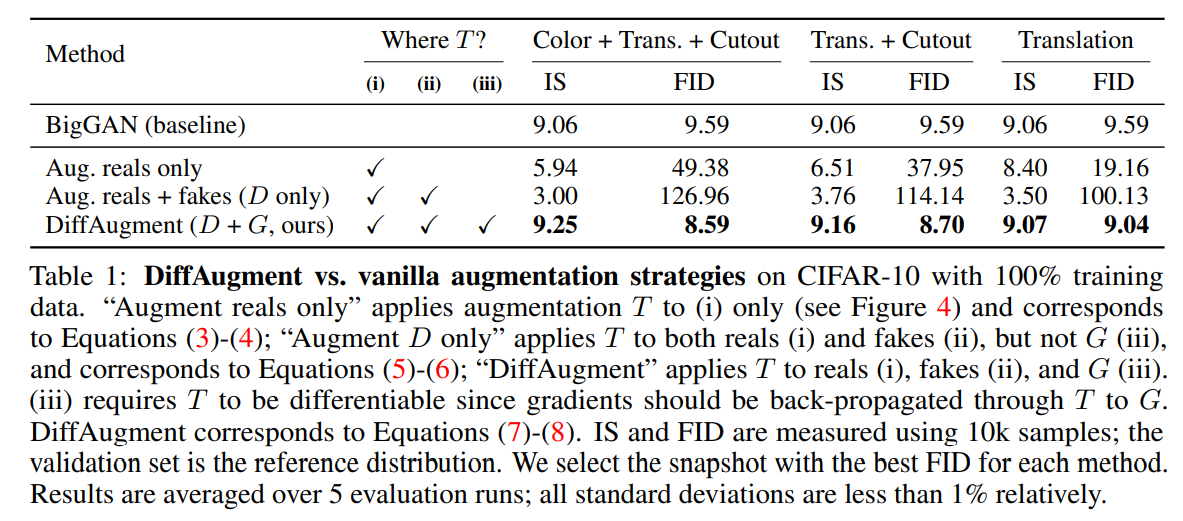 Method Where T? Color + Trans. + Cutout Trans. + Cutout Translation
(i) (ii) (iii) IS FID IS FID IS FID
BigGAN (baseline) 9.06 9.59 9.06 9.59 9.06 9.59
Aug. reals only ✓ 5.94 49.38 6.51 37.95 8.40 19.16
Aug. reals + fakes (D only) ✓ ✓ 3.00 126.96 3.76 114.14 3.50 100.13
DiffAugment (D + G, ours) ✓ ✓ ✓ 9.25 8.59 9.16 8.70 9.07 9.04
Table 1: DiffAugment vs. vanilla augmentation strategies on CIFAR-10 with 100% training
data. “Augment reals only” applies augmentation T to (i) only (see Figure 4) and corresponds
to Equations (3)-(4); “Augment D only” applies T to both reals (i) and fakes (ii), but not G (iii),
and corresponds to Equations (5)-(6); “DiffAugment” applies T to reals (i), fakes (ii), and G (iii).
(iii) requires T to be differentiable since gradients should be back-propagated through T to G.
DiffAugment corresponds to Equations (7)-(8). IS and FID are measured using 10k samples; the
validation set is the reference distribution. We select the snapshot with the best FID for each method.
Results are averaged over 5 evaluation runs; all standard deviations are less than 1% relatively.